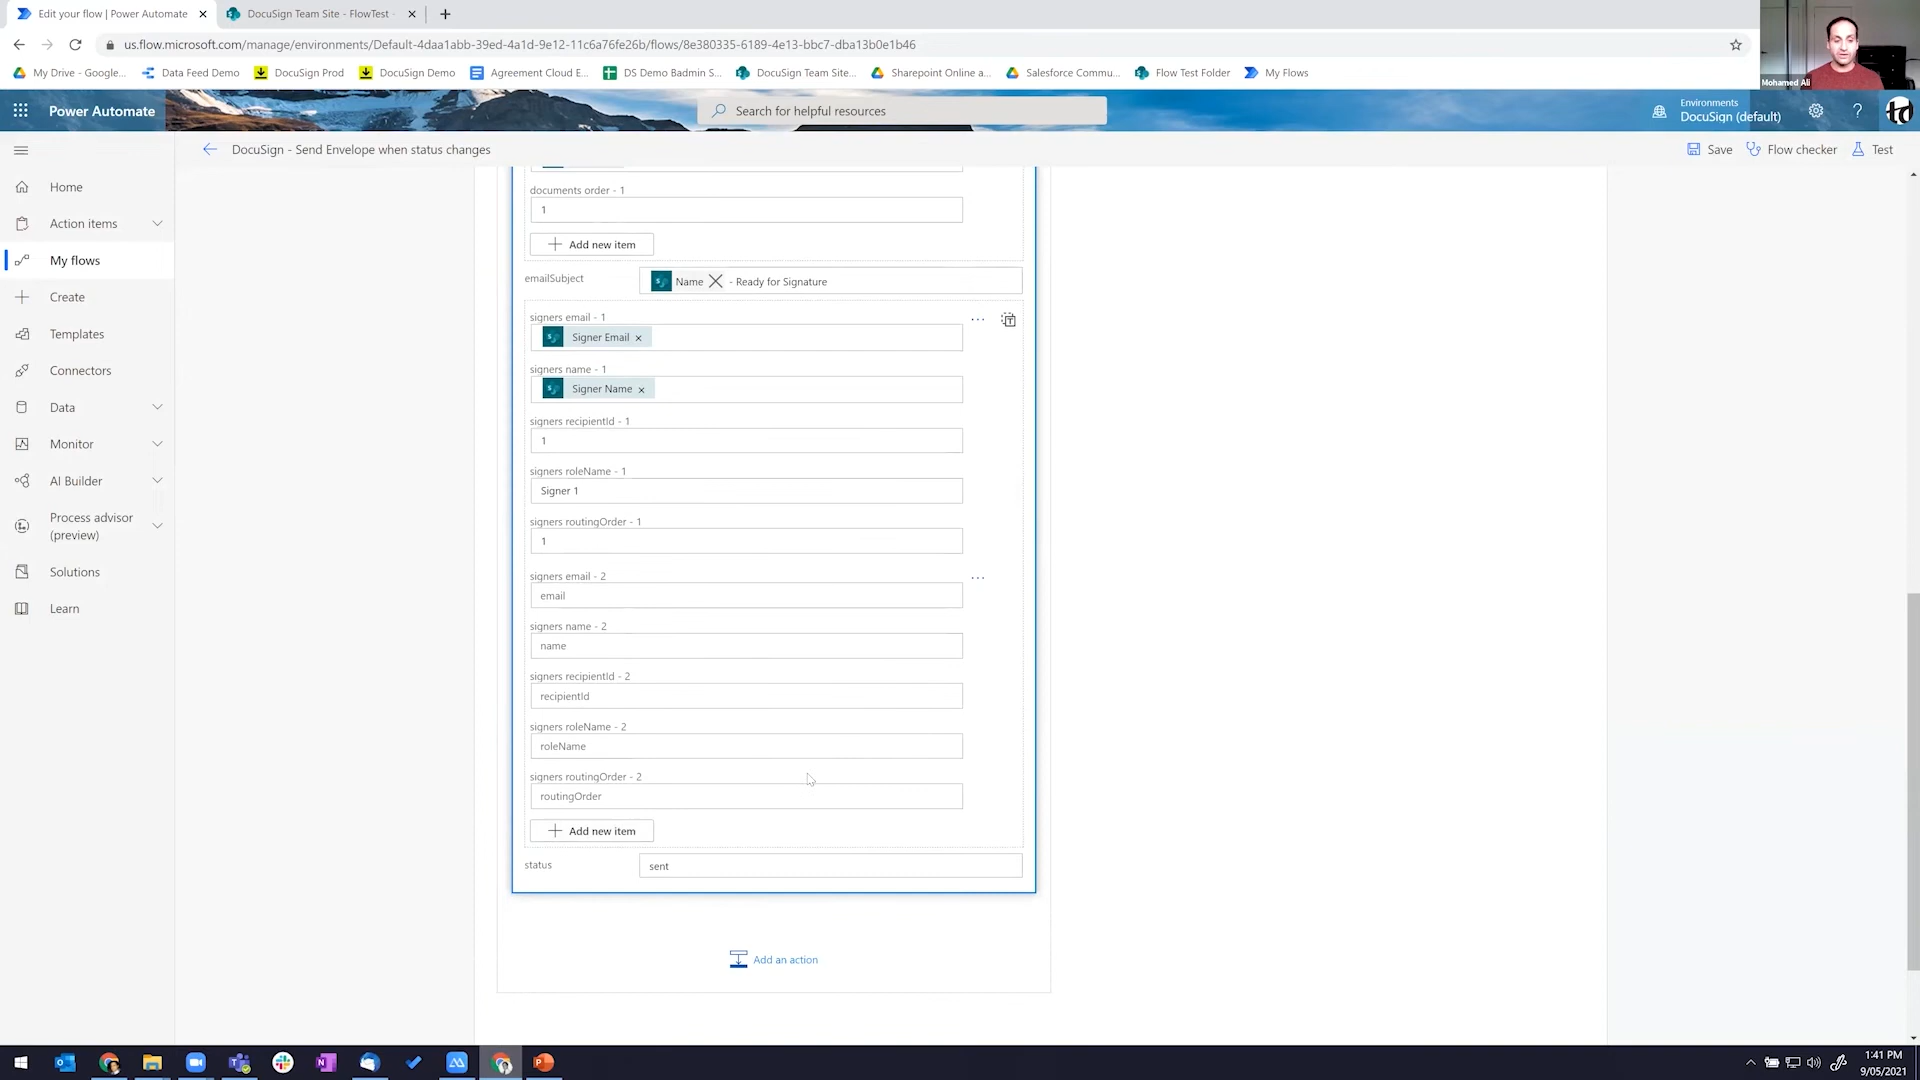 Edit your flow | Power Automate
DocuSign Team Site - FlowTest
us.flow.microsoft.com/manage/environments/Default-4daa1abb-39ed-4a1d-9e12-11c6a76fe26b/flows/8e380335-6189-4e13-bbc7-dba13b0e1b46
My Drive - Google...
Data Feed Demo
DocuSign Prod
DocuSign Demo
Agreement Cloud E...
DS Demo Badmin S...
DocuSign Team Site...
Sharepoint Online a...
Salesforce Commu...
Flow Test Folder
My Flows
Mohamed Ali
Power Automate
Search for helpful resources
Environments
DocuSign (default)
DocuSign - Send Envelope when status changes
Save
Flow checker
Test
Home
Action items
My flows
Create
Templates
Connectors
Data
Monitor
AI Builder
Process advisor
(preview)
Solutions
Learn
documents order - 1
1
Add new item
emailSubject
Name - Ready for Signature
signers email - 1
Signer Email
signers name - 1
Signer Name
signers recipientId - 1
1
signers roleName - 1
Signer 1
signers routingOrder - 1
1
signers email - 2
email
signers name - 2
name
signers recipientId - 2
recipientId
signers roleName - 2
roleName
signers routingOrder - 2
routingOrder
Add new item
status
sent
Add an action
1:41 PM
9/05/2021